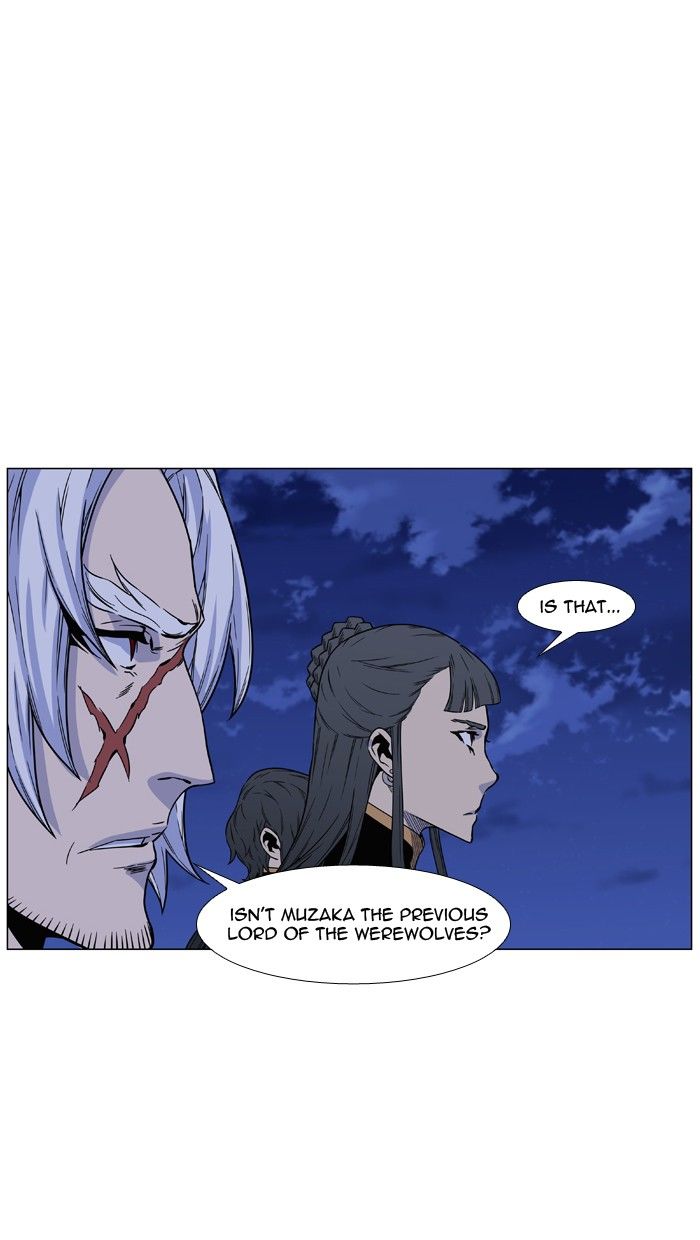 IS THAT...
ISN'T MUZAKA THE PREVIOUS
LORD OF THE WEREWOLVES?